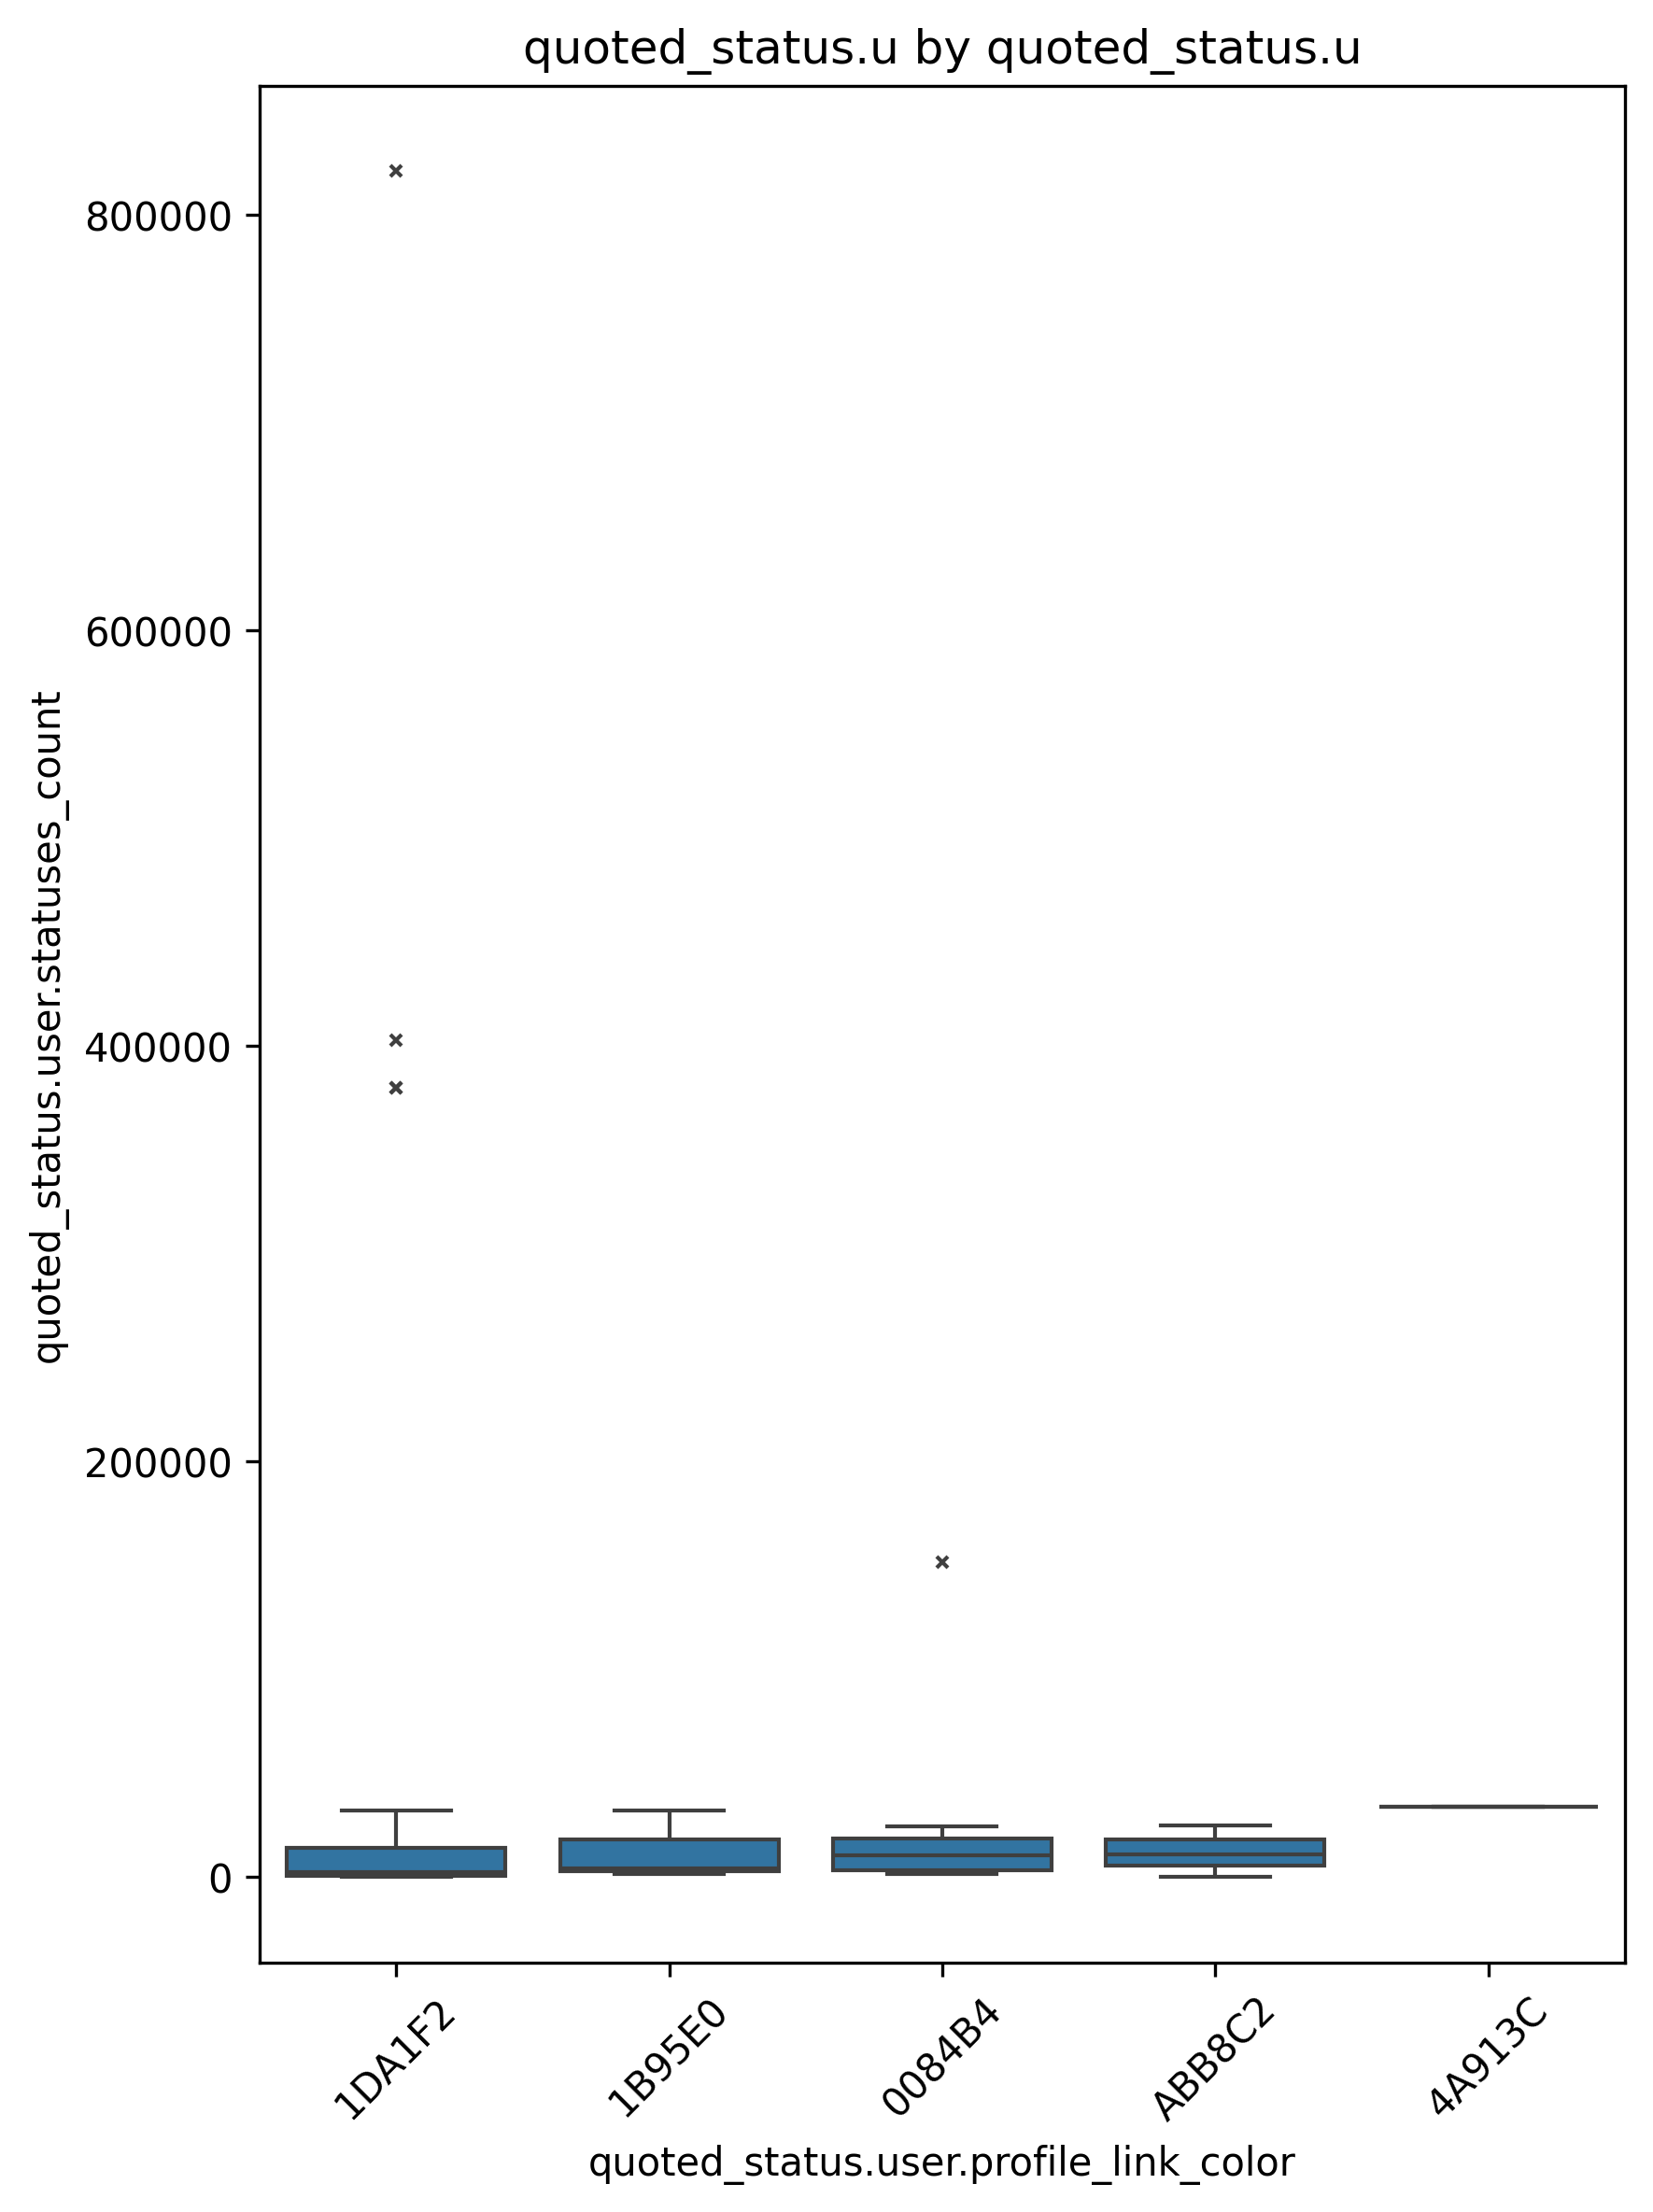 quoted_status.u by quoted_status.u
800000
600000
400000
200000
0
quoted_status.user.statuses_count
1DA1F2
1B95E0
0084B4
ABB8C2
4A913C
quoted_status.user.profile_link_color